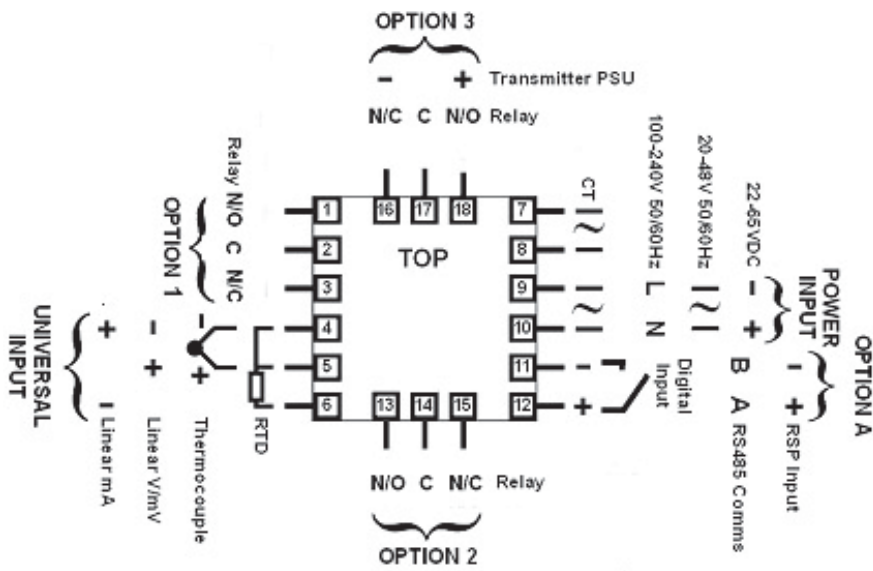 OPTION 3
- + Transmitter PSU
N/C C N/O Relay
16 17 18
TOP
1
2
3
4
5
6
7
8
9
10
11
12
13 14 15
N/O C N/C Relay
OPTION 2
Relay N/O C N/C
OPTION 1
UNIVERSAL
INPUT
+ - Linear mA
- + Linear V/mV
- + Thermocouple
RTD
CT
- +
Digital
Input
100-240V 50/60Hz L N
20-48V 50/60Hz
22-65VDC - +
POWER
INPUT
B A RS485 Comms
- + RSP Input
OPTION A